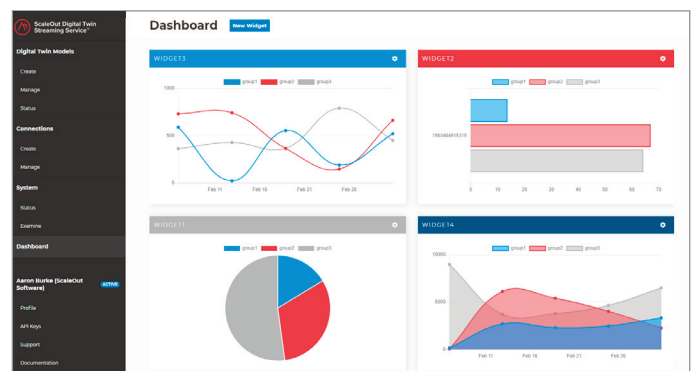 ScaleOut Digital Twin
Streaming Service™
Digital Twin Models
Create
Manage
Status
Connections
Create
Manage
System
Status
Examine
Dashboard
Aaron Burke (ScaleOut
Software)
ACTIVE
Profile
API Keys
Support
Documentation
Dashboard
New Widget
WIDGET3
group1 group2 group3
1000
500
0
Feb 11 Feb 16 Feb 21 Feb 26
WIDGET2
group1 group2 group3
0 10 20 30 40 50 60 70
WIDGET1
group1 group2 group3
WIDGET4
group1 group2 group3
10000
5000
0
Feb 11 Feb 16 Feb 21 Feb 26